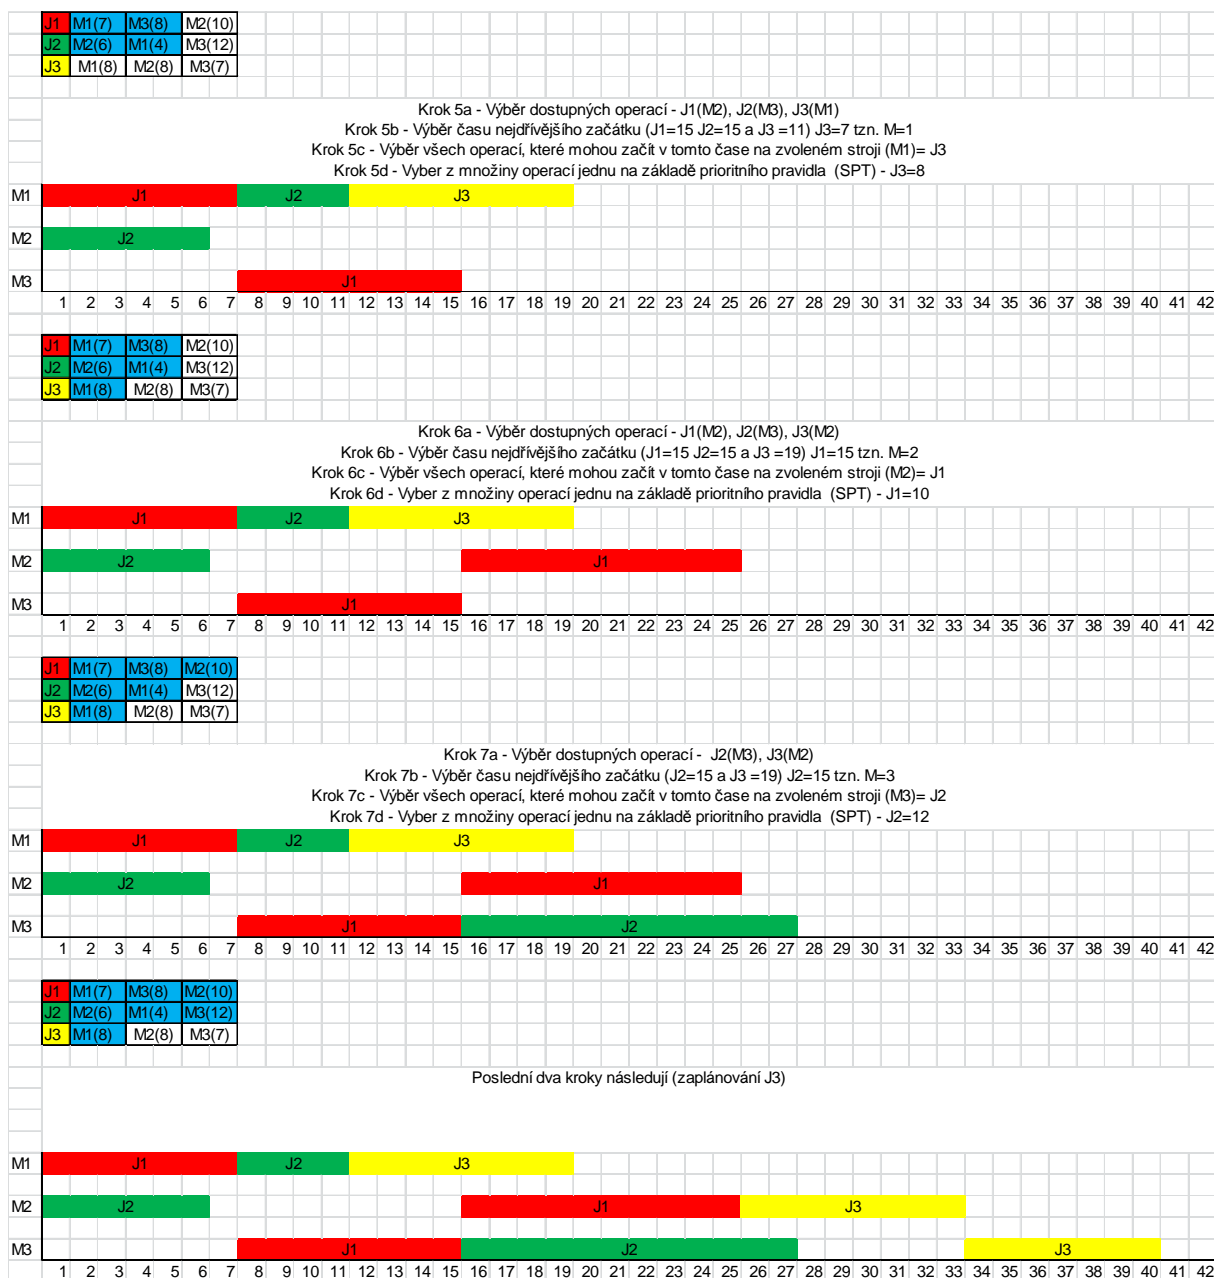 J1 M1(7) M3(8) M2(10)
J2 M2(6) M1(4) M3(12)
J3 M1(8) M2(8) M3(7)
Krok 5a - Výběr dostupných operací - J1(M2), J2(M3), J3(M1)
Krok 5b - Výběr času nejdřívějšího začátku (J1=15 J2=15 a J3 =11) J3=7 tzn. M=1
Krok 5c - Výběr všech operací, které mohou začít v tomto čase na zvoleném stroji (M1)= J3
Krok 5d - Vyber z množiny operací jednu na základě prioritního pravidla (SPT) - J3=8
M1 J1 J2 J3
M2 J2
M3 J1
1 2 3 4 5 6 7 8 9 10 11 12 13 14 15 16 17 18 19 20 21 22 23 24 25 26 27 28 29 30 31 32 33 34 35 36 37 38 39 40 41 42
J1 M1(7) M3(8) M2(10)
J2 M2(6) M1(4) M3(12)
J3 M1(8) M2(8) M3(7)
Krok 6a - Výběr dostupných operací - J1(M2), J2(M3), J3(M2)
Krok 6b - Výběr času nejdřívějšího začátku (J1=15 J2=15 a J3 =19) J1=15 tzn. M=2
Krok 6c - Výběr všech operací, které mohou začít v tomto čase na zvoleném stroji (M2)= J1
Krok 6d - Vyber z množiny operací jednu na základě prioritního pravidla (SPT) - J1=10
M1 J1 J2 J3
M2 J2 J1
M3 J1
1 2 3 4 5 6 7 8 9 10 11 12 13 14 15 16 17 18 19 20 21 22 23 24 25 26 27 28 29 30 31 32 33 34 35 36 37 38 39 40 41 42
J1 M1(7) M3(8) M2(10)
J2 M2(6) M1(4) M3(12)
J3 M1(8) M2(8) M3(7)
Krok 7a - Výběr dostupných operací - J2(M3), J3(M2)
Krok 7b - Výběr času nejdřívějšího začátku (J2=15 a J3 =19) J2=15 tzn. M=3
Krok 7c - Výběr všech operací, které mohou začít v tomto čase na zvoleném stroji (M3)= J2
Krok 7d - Vyber z množiny operací jednu na základě prioritního pravidla (SPT) - J2=12
M1 J1 J2 J3
M2 J2 J1
M3 J1 J2
1 2 3 4 5 6 7 8 9 10 11 12 13 14 15 16 17 18 19 20 21 22 23 24 25 26 27 28 29 30 31 32 33 34 35 36 37 38 39 40 41 42
J1 M1(7) M3(8) M2(10)
J2 M2(6) M1(4) M3(12)
J3 M1(8) M2(8) M3(7)
Poslední dva kroky následují (zaplánování J3)
M1 J1 J2 J3
M2 J2 J1 J3
M3 J1 J2 J3
1 2 3 4 5 6 7 8 9 10 11 12 13 14 15 16 17 18 19 20 21 22 23 24 25 26 27 28 29 30 31 32 33 34 35 36 37 38 39 40 41 42